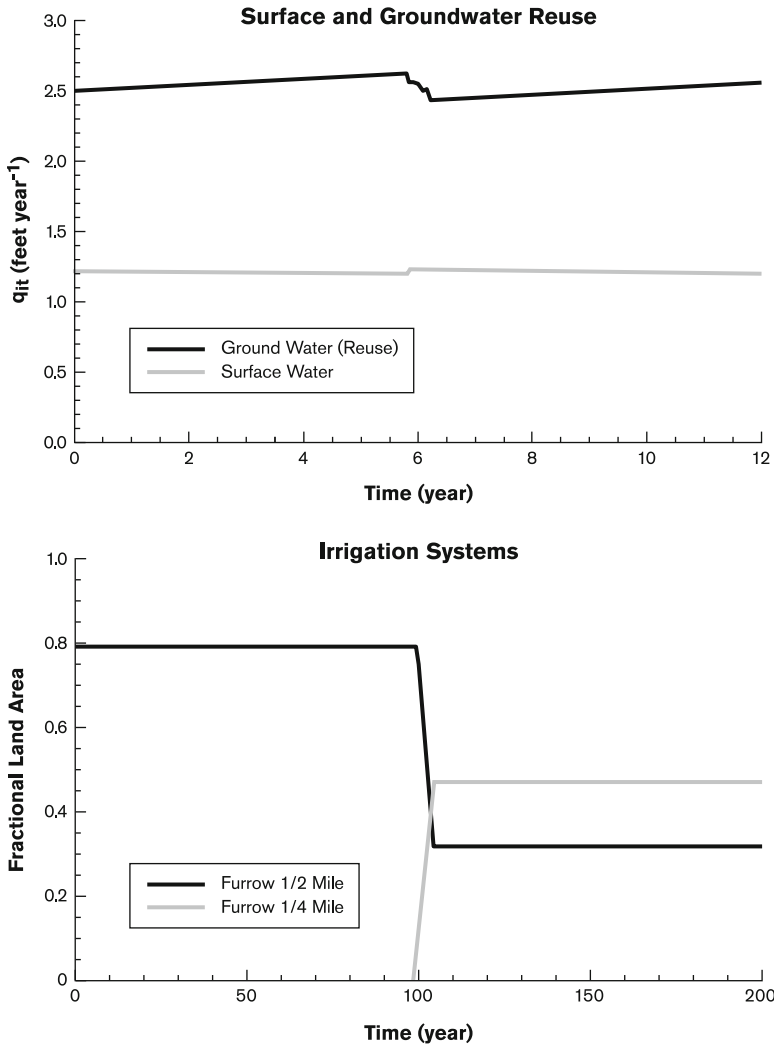 Surface and Groundwater Reuse
3.0
2.5
2.0
1.5
1.0
0.5
0.0
qit (feet year-1)
Ground Water (Reuse)
Surface Water
0 2 4 6 8 10 12
Time (year)
Irrigation Systems
1.0
0.8
0.6
0.4
0.2
0
Fractional Land Area
Furrow 1/2 Mile
Furrow 1/4 Mile
0 50 100 150 200
Time (year)